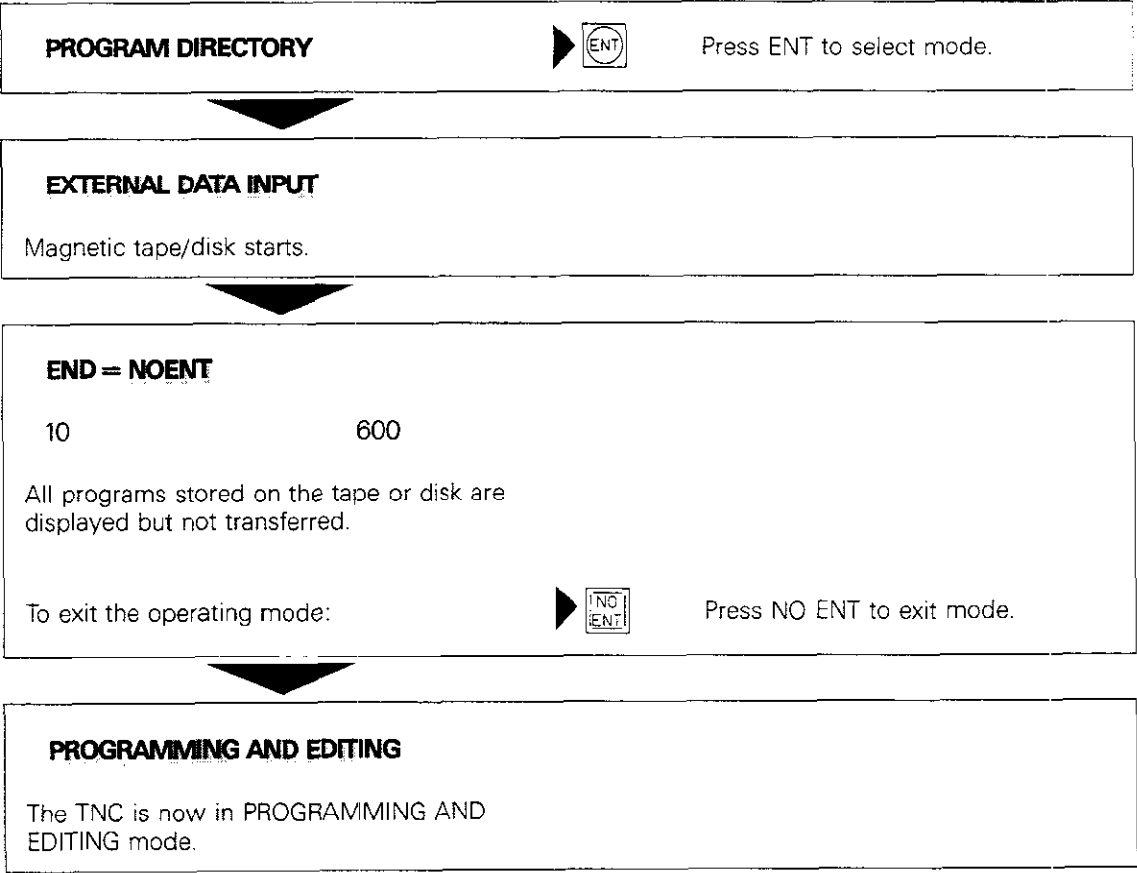 PROGRAM DIRECTORY
ENT
Press ENT to select mode.
EXTERNAL DATA INPUT
Magnetic tape/disk starts.
END = NOENT
10 600
All programs stored on the tape or disk are
displayed but not transferred.
To exit the operating mode:
NO
ENT
Press NO ENT to exit mode.
PROGRAMMING AND EDITING
The TNC is now in PROGRAMMING AND
EDITING mode.